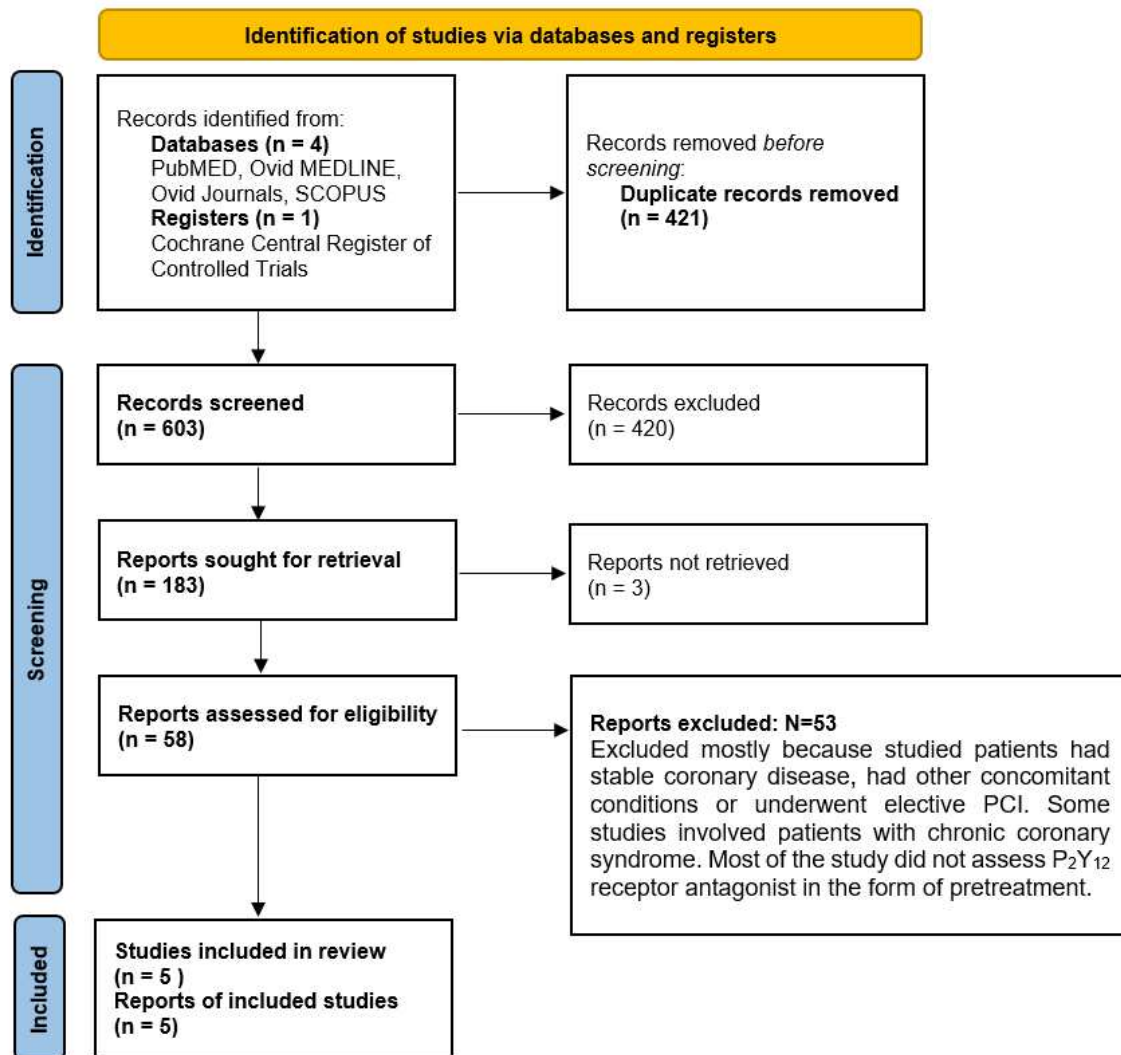 Identification of studies via databases and registers
Identification
Records identified from:
Databases (n = 4)
PubMED, Ovid MEDLINE,
Ovid Journals, SCOPUS
Registers (n = 1)
Cochrane Central Register of
Controlled Trials
Records removed before
screening:
Duplicate records removed
(n = 421)
Screening
Records screened
(n = 603)
Records excluded
(n = 420)
Reports sought for retrieval
(n = 183)
Reports not retrieved
(n = 3)
Reports assessed for eligibility
(n = 58)
Reports excluded: N=53
Excluded mostly because studied patients had
stable coronary disease, had other concomitant
conditions or underwent elective PCI. Some
studies involved patients with chronic coronary
syndrome. Most of the study did not assess P₂Y₁₂
receptor antagonist in the form of pretreatment.
Included
Studies included in review
(n = 5 )
Reports of included studies
(n = 5)